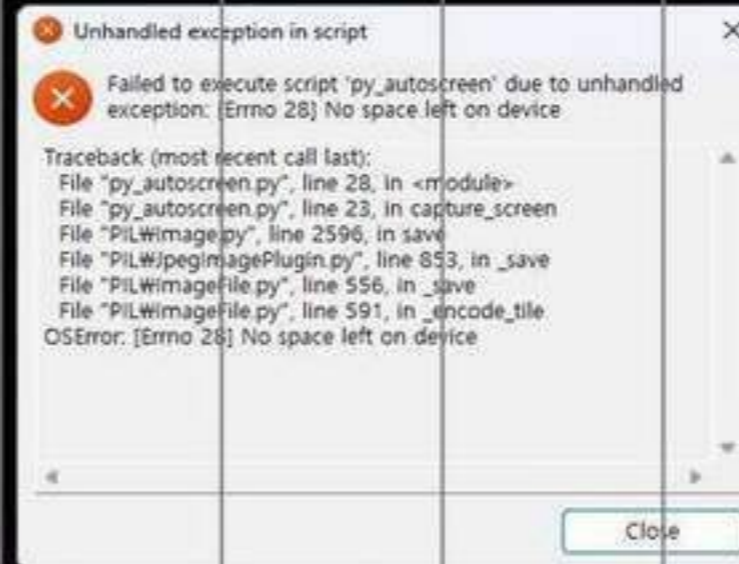 Unhandled exception in script
Failed to execute script 'py_autoscreen' due to unhandled
exception: [Errno 28] No space left on device
Traceback (most recent call last):
File "py_autoscreen.py", line 28, in <module>
File "py_autoscreen.py", line 23, in capture_screen
File "PIL₩Image.py", line 2596, in save
File "PIL₩JpegImagePlugin.py", line 853, in _save
File "PIL₩ImageFile.py", line 556, in _save
File "PIL₩ImageFile.py", line 591, in _encode_tile
OSError: [Errno 28] No space left on device
Close